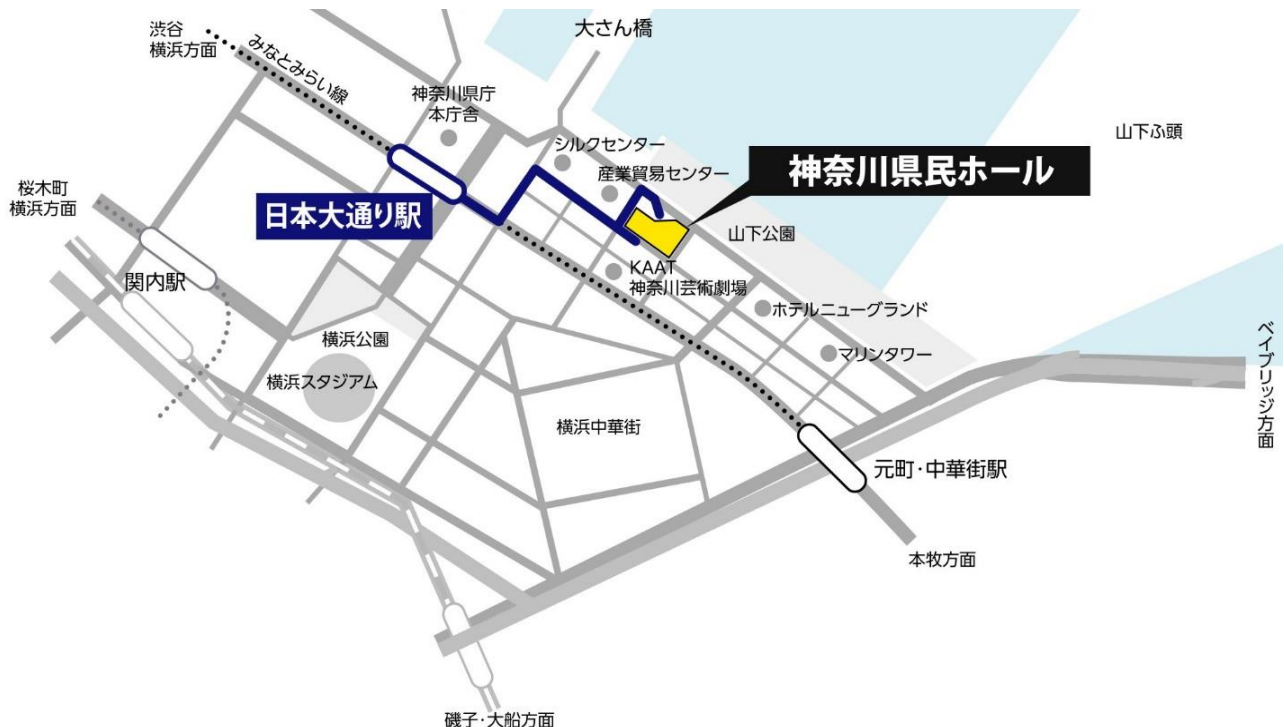 渋谷
横浜方面
みなとみらい線
大さん橋
神奈川県庁
本庁舎
シルクセンター
産業貿易センター
神奈川県民ホール
山下ふ頭
桜木町
横浜方面
日本大通り駅
山下公園
関内駅
KAAT
神奈川芸術劇場
ホテルニューグランド
横浜公園
マリンタワー
ベイブリッジ方面
横浜スタジアム
横浜中華街
元町・中華街駅
本牧方面
磯子・大船方面